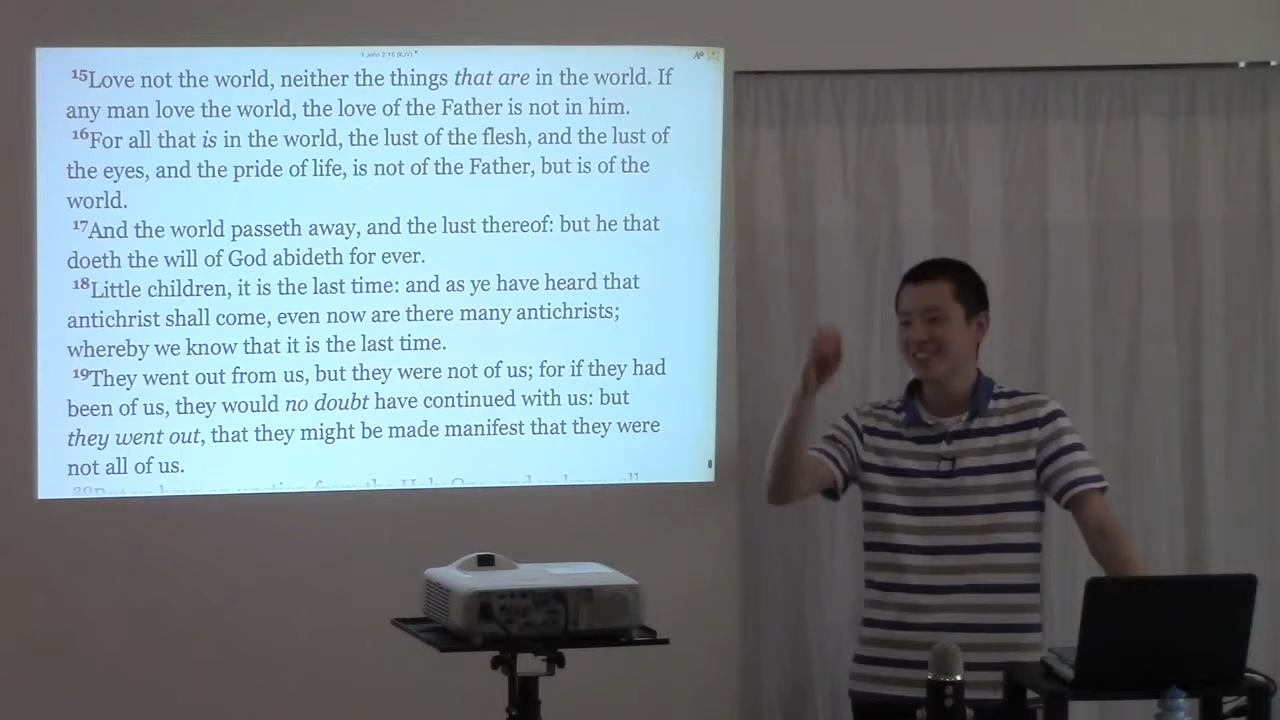 1 John 2:15 (KJV)
15Love not the world, neither the things that are in the world. If
any man love the world, the love of the Father is not in him.
16For all that is in the world, the lust of the flesh, and the lust of
the eyes, and the pride of life, is not of the Father, but is of the
world.
17And the world passeth away, and the lust thereof: but he that
doeth the will of God abideth for ever.
18Little children, it is the last time: and as ye have heard that
antichrist shall come, even now are there many antichrists;
whereby we know that it is the last time.
19They went out from us, but they were not of us; for if they had
been of us, they would no doubt have continued with us: but
they went out, that they might be made manifest that they were
not all of us.